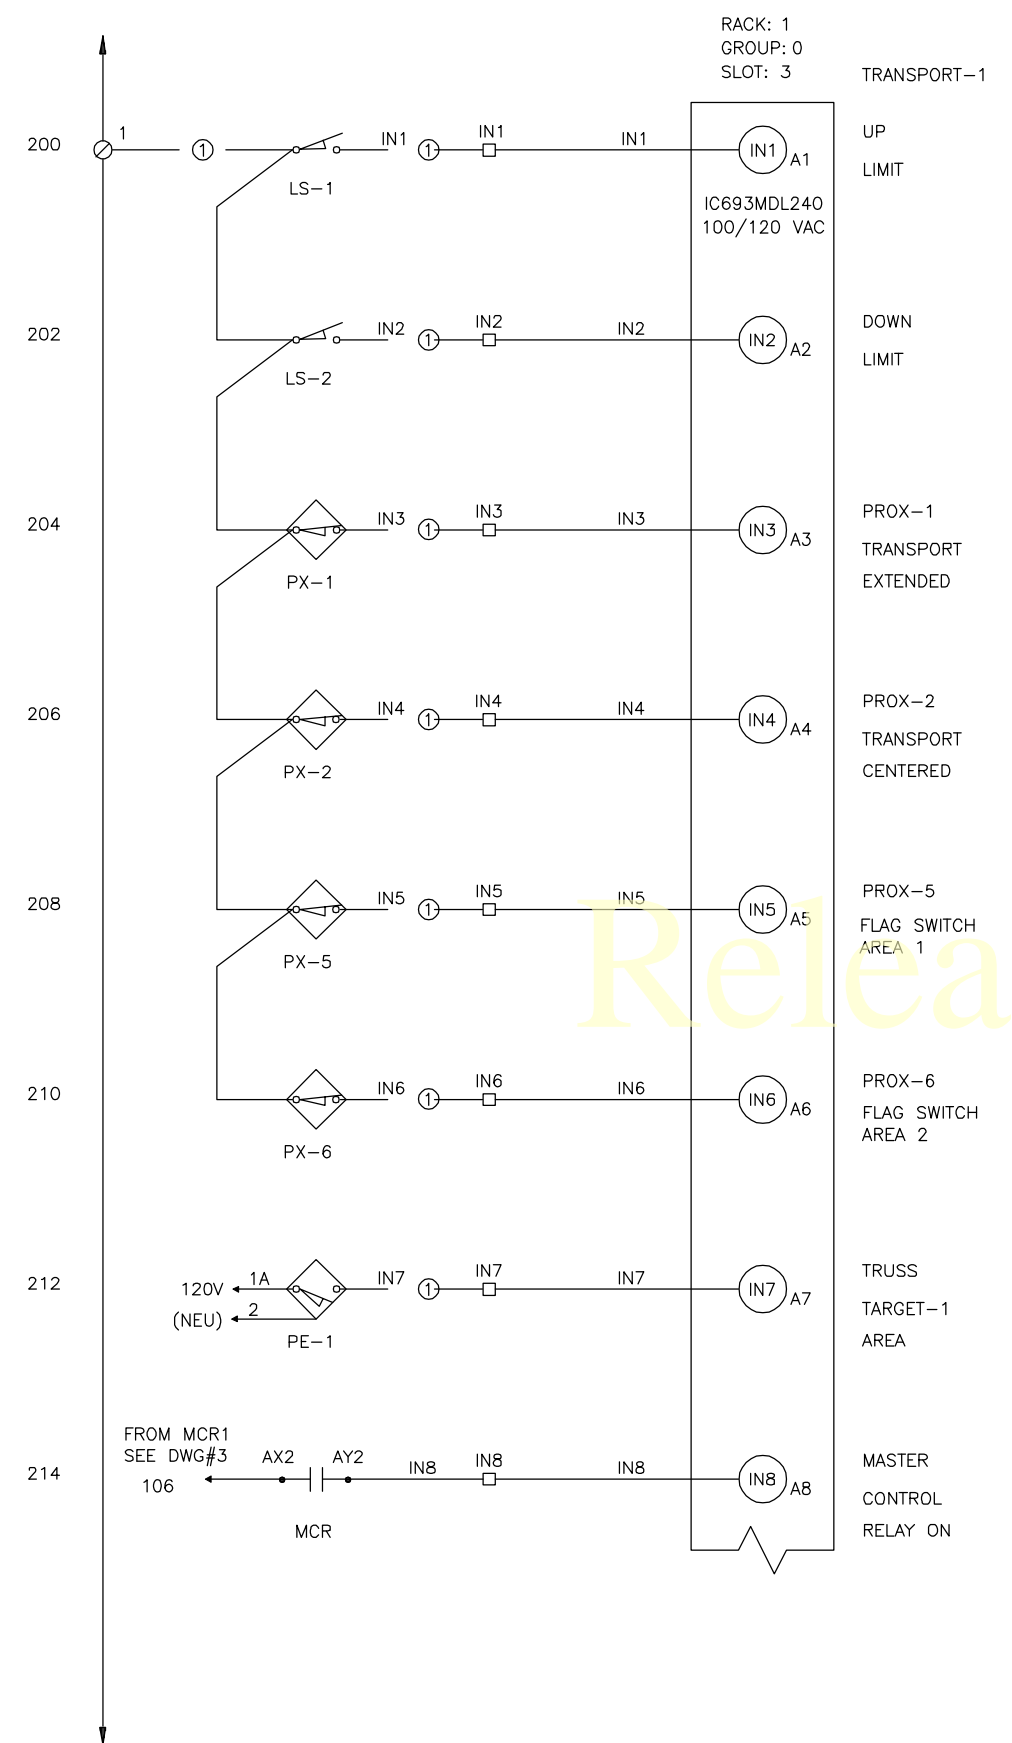 RACK: 1
GROUP: 0
SLOT: 3
TRANSPORT-1
200
1
1
LS-1
IN1
1
IN1
IN1
IN1
A1
UP
LIMIT
IC693MDL240
100/120 VAC
202
LS-2
IN2
1
IN2
IN2
IN2
A2
DOWN
LIMIT
204
PX-1
IN3
1
IN3
IN3
IN3
A3
PROX-1
TRANSPORT
EXTENDED
206
PX-2
IN4
1
IN4
IN4
IN4
A4
PROX-2
TRANSPORT
CENTERED
208
PX-5
IN5
1
IN5
IN5
IN5
A5
PROX-5
FLAG SWITCH
AREA 1
Relea
210
PX-6
IN6
1
IN6
IN6
IN6
A6
PROX-6
FLAG SWITCH
AREA 2
212
120V
1A
(NEU)
2
PE-1
IN7
1
IN7
IN7
IN7
A7
TRUSS
TARGET-1
AREA
214
FROM MCR1
SEE DWG#3
106
AX2
AY2
MCR
IN8
IN8
IN8
IN8
A8
MASTER
CONTROL
RELAY ON